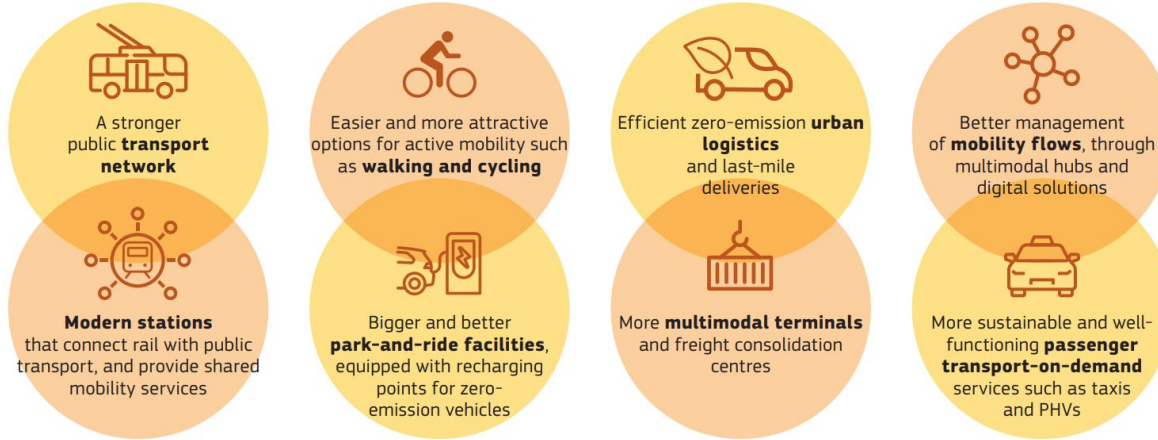 A stronger
public transport
network
Easier and more attractive
options for active mobility such
as walking and cycling
Efficient zero-emission urban
logistics
and last-mile
deliveries
Better management
of mobility flows, through
multimodal hubs and
digital solutions
Modern stations
that connect rail with public
transport, and provide shared
mobility services
Bigger and better
park-and-ride facilities,
equipped with recharging
points for zero-
emission vehicles
More multimodal terminals
and freight consolidation
centres
More sustainable and well-
functioning passenger
transport-on-demand
services such as taxis
and PHVs